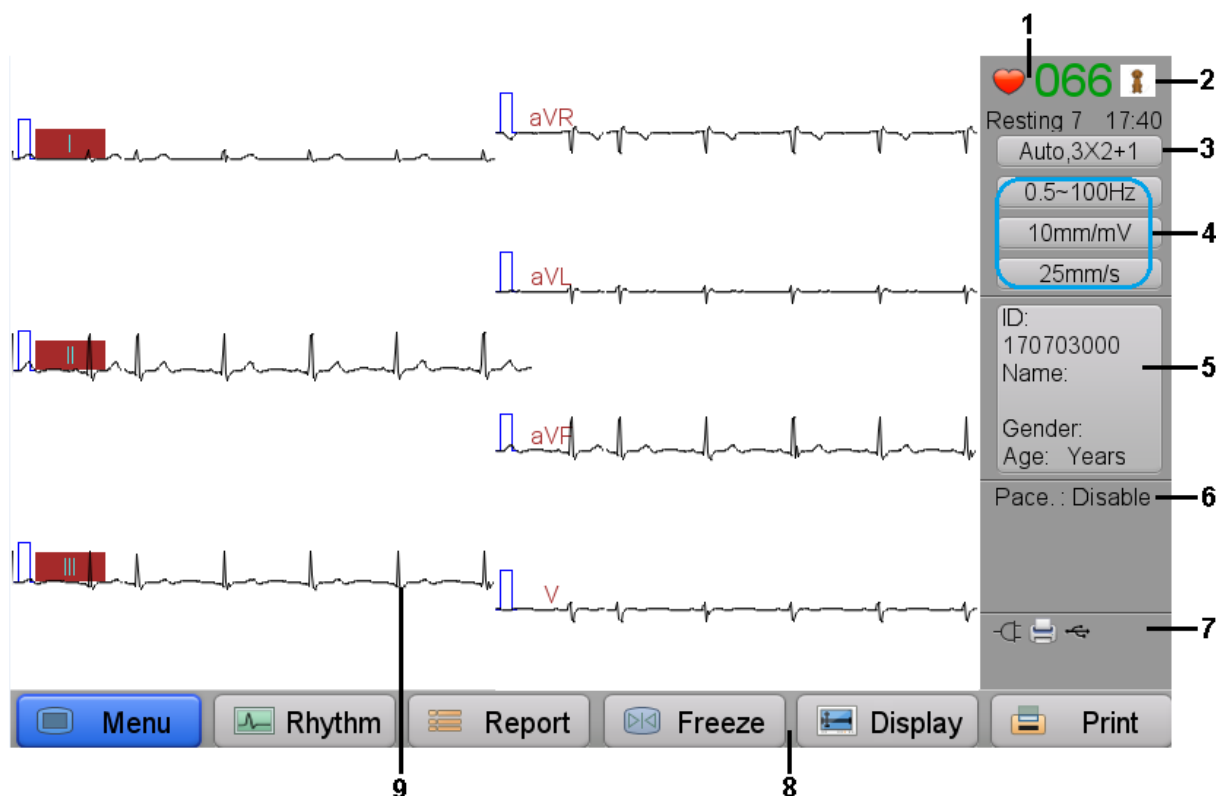 1
066
2
Resting 7 17:40
Auto,3X2+1
3
0.5~100Hz
10mm/mV
4
25mm/s
I
aVR
aVL
II
aVF
III
V
ID:
170703000
Name:
5
Gender:
Age: Years
Pace. : Disable
6
7
Menu
Rhythm
Report
Freeze
Display
Print
9
8